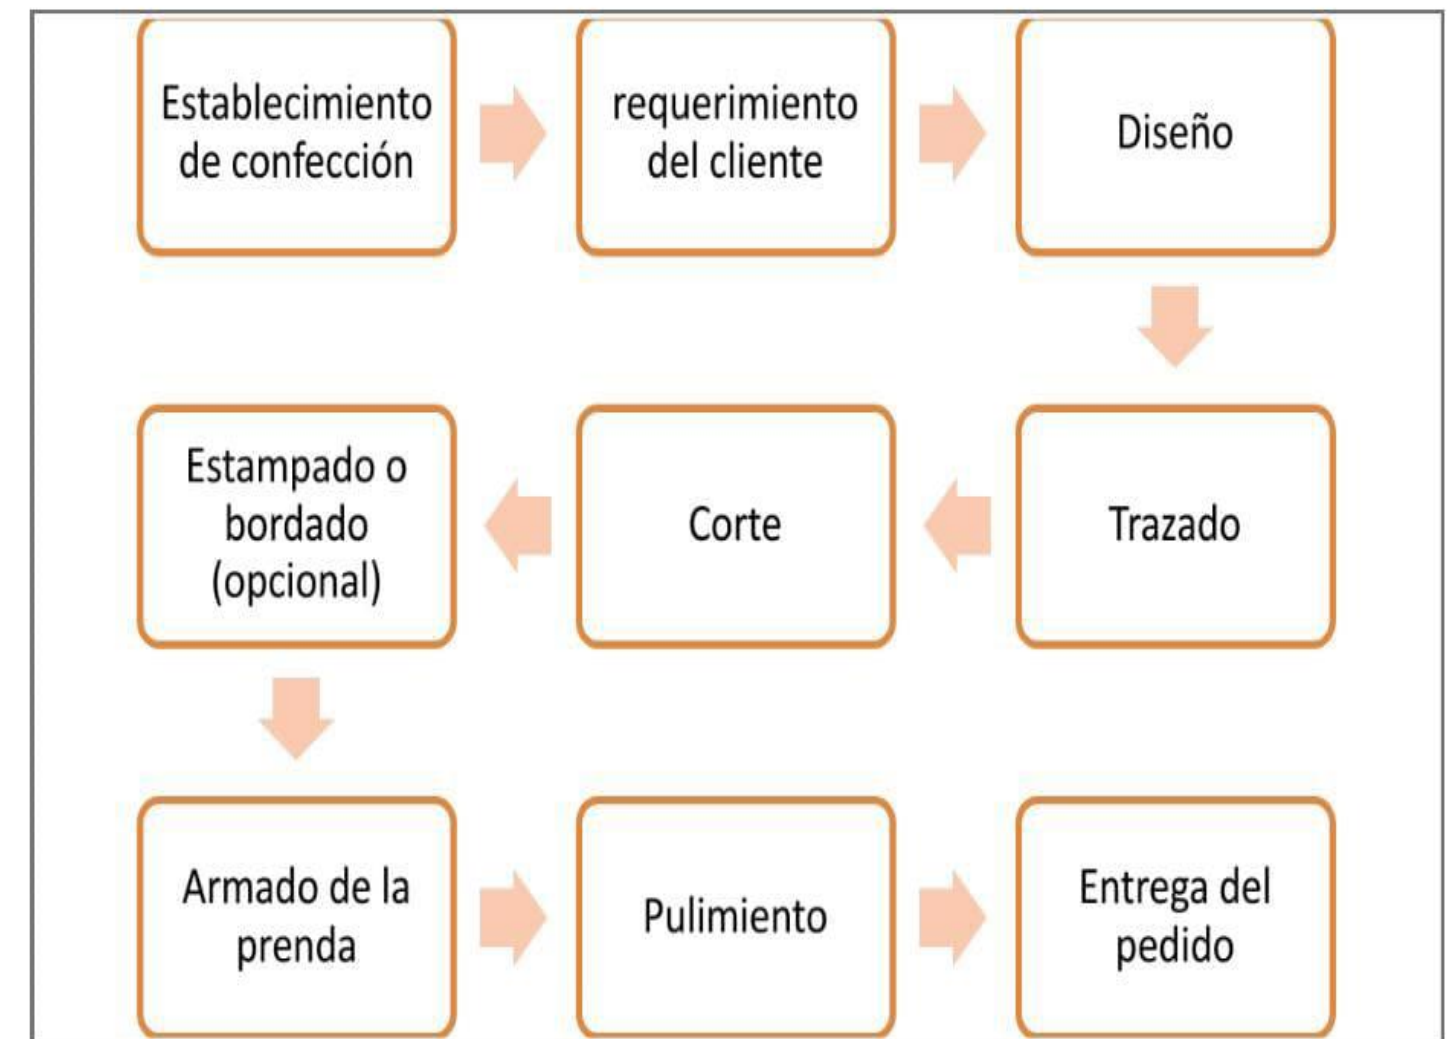 Establecimiento
de confección
requerimiento
del cliente
Diseño
Trazado
Corte
Estampado o
bordado
(opcional)
Armado de la
prenda
Pulimiento
Entrega del
pedido